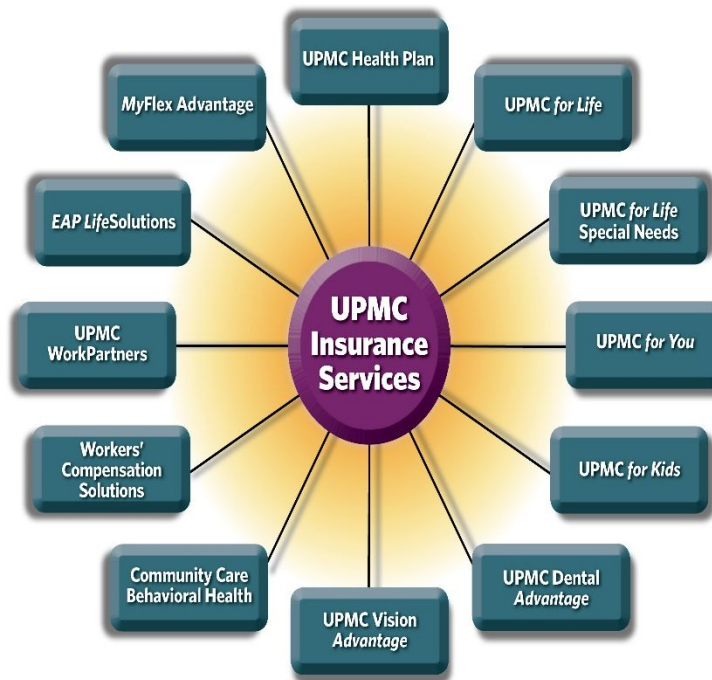 UPMC Health Plan
UPMC for Life
UPMC for Life
Special Needs
UPMC for You
UPMC for Kids
UPMC Dental
Advantage
UPMC Vision
Advantage
Community Care
Behavioral Health
Workers'
Compensation
Solutions
UPMC
WorkPartners
EAP LifeSolutions
MyFlex Advantage
UPMC
Insurance
Services